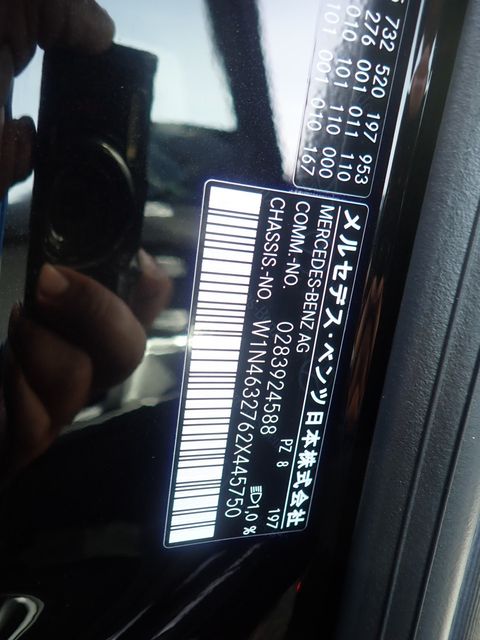 732 520 197 953
276 001 011 110
010 101 110 000
101 001 010 167
メルセデス・ベンツ日本株式会社
MERCEDES-BENZ AG
COMM.-NO. 0283924588 PZ 8 197
CHASSIS.-NO. W1N4632762X445750 1,0%